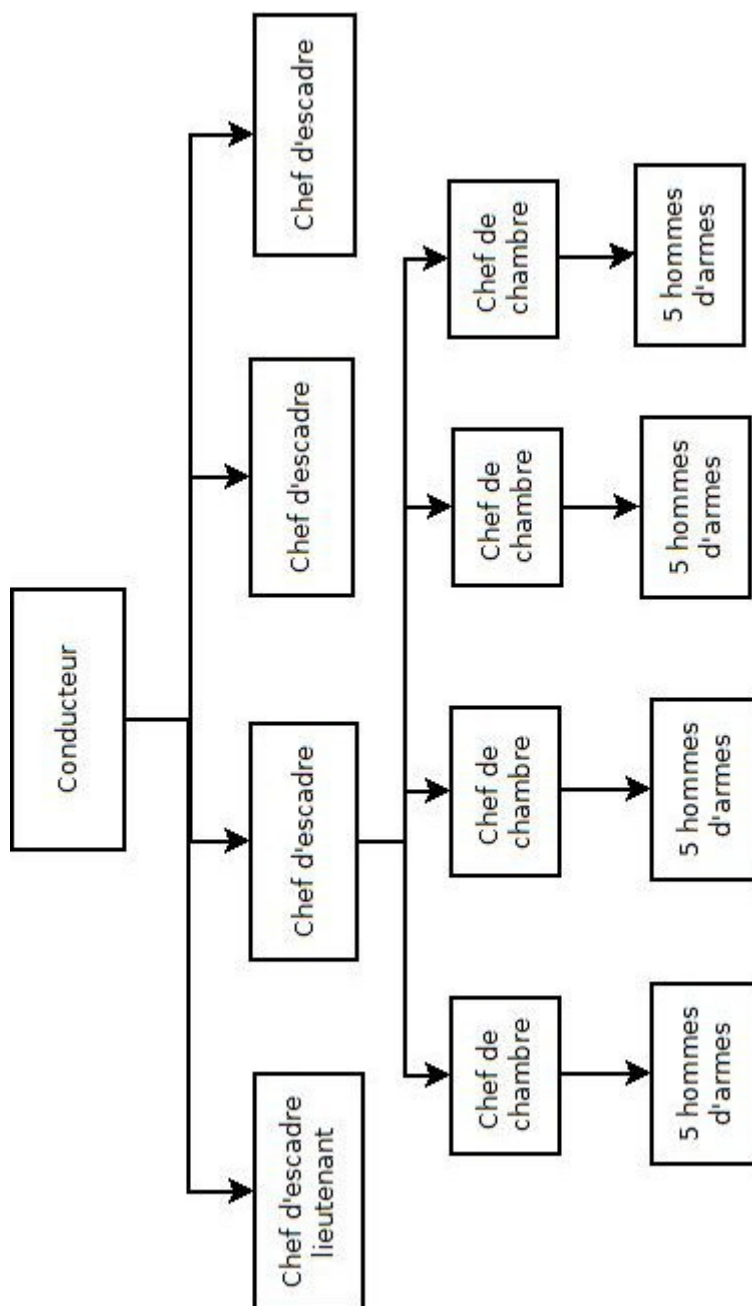 Conducteur
Chef d'escadre
lieutenant
Chef d'escadre
Chef d'escadre
Chef d'escadre
Chef de
chambre
Chef de
chambre
Chef de
chambre
Chef de
chambre
5 hommes
d'armes
5 hommes
d'armes
5 hommes
d'armes
5 hommes
d'armes